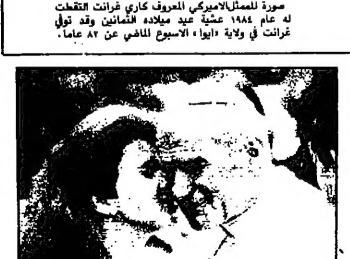 صورة للممثل الاميركي المعروف كاري غرانت التقطت
له عام ١٩٨٤ عشية عيد ميلاده الثمانين وقد توفي
غرانت في ولاية «ايوا» الاسبوع الماضي عن ٨٢ عاما.